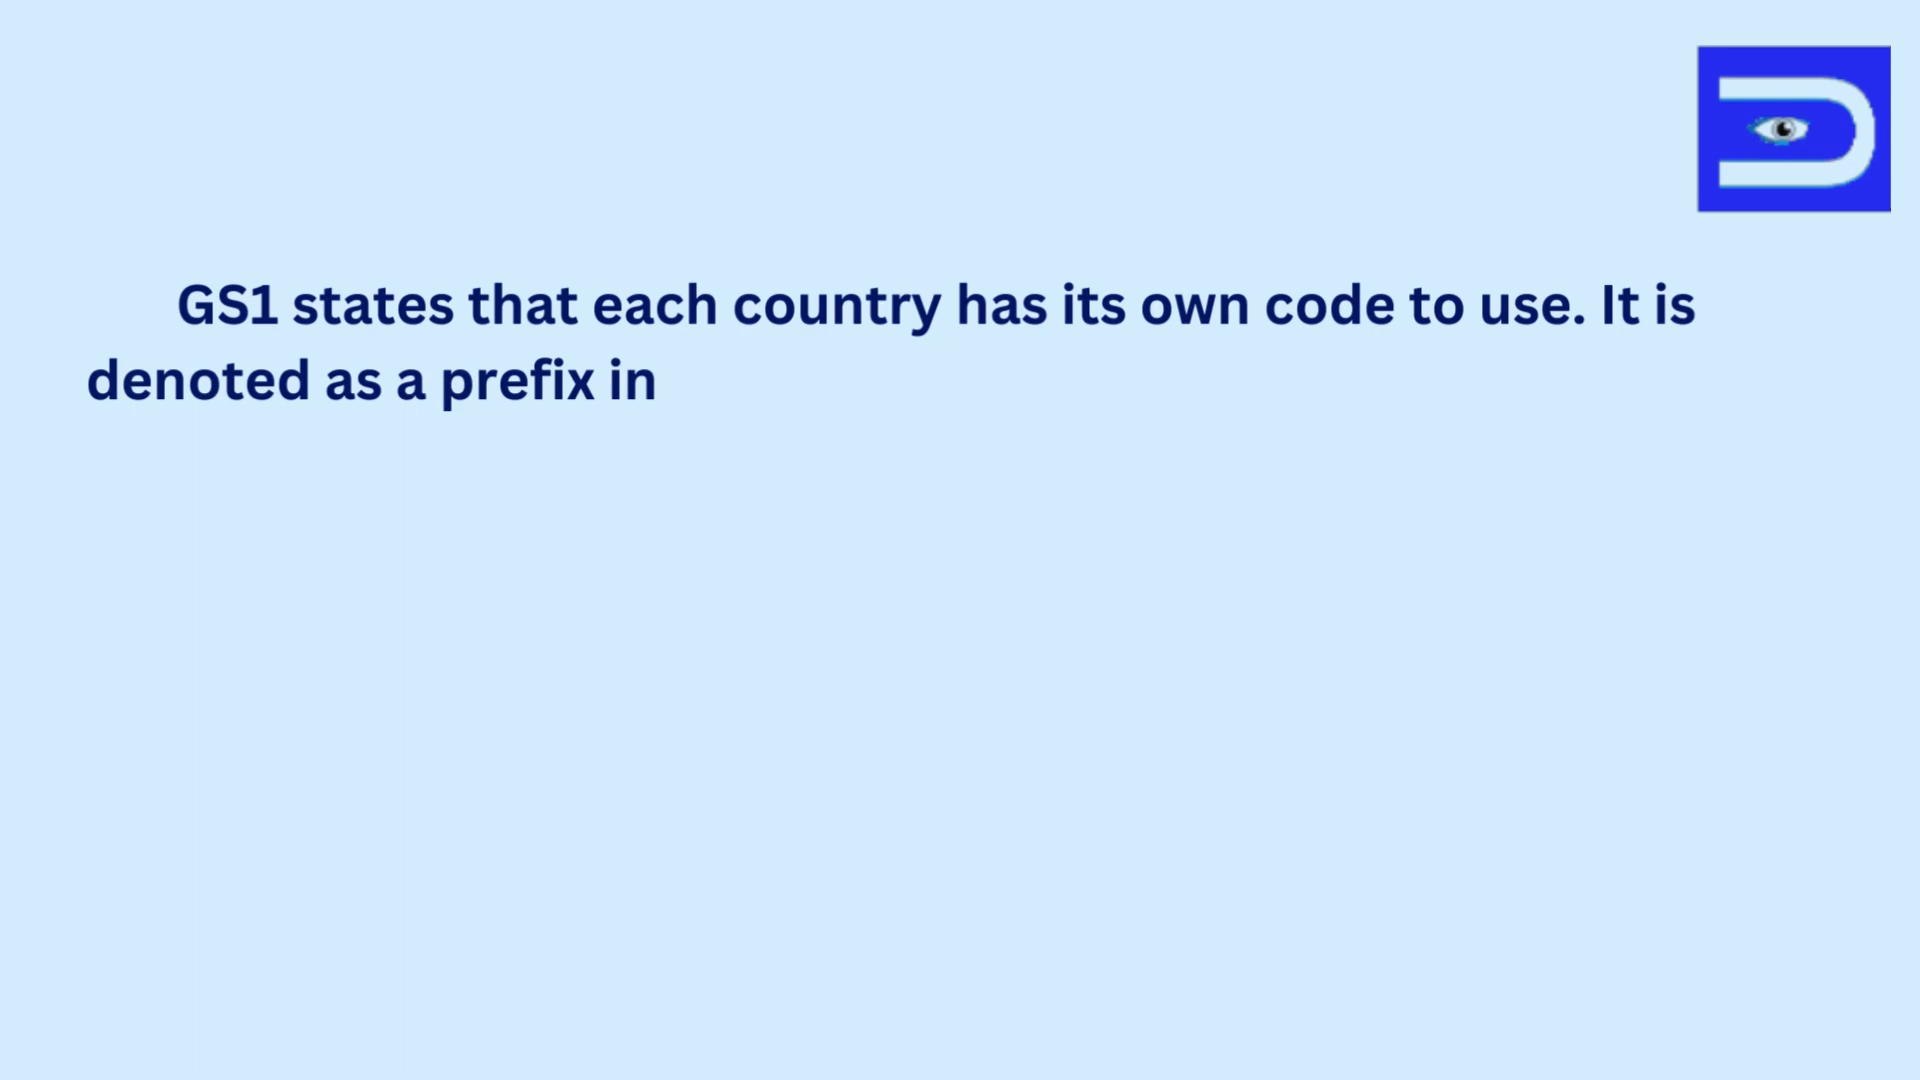 GS1 states that each country has its own code to use. It is
denoted as a prefix in